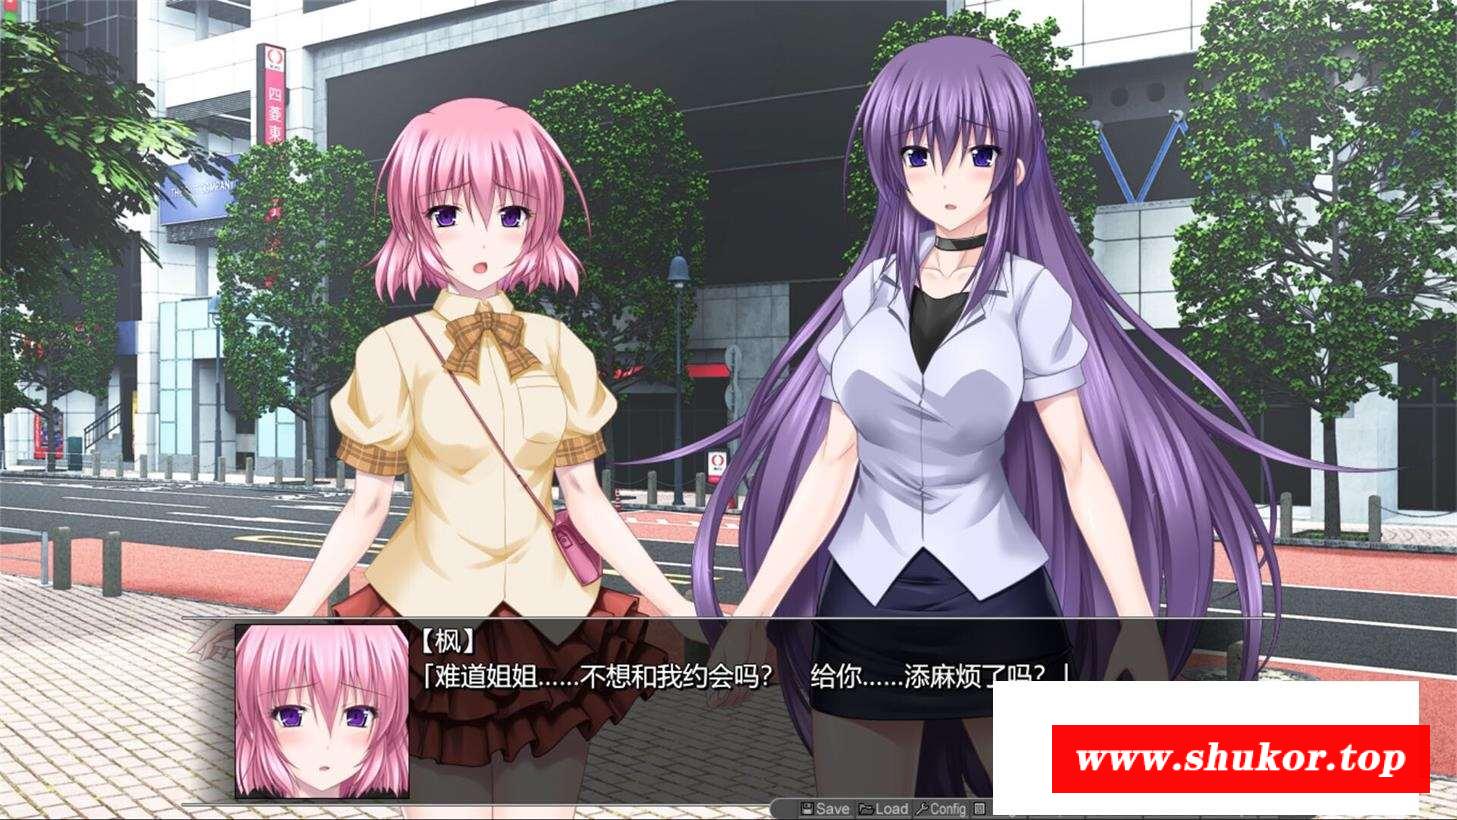 四菱東
【枫】
「难道姐姐……不想和我约会吗？　给你……添麻烦了吗？」
www.shukor.top
Save Load Config